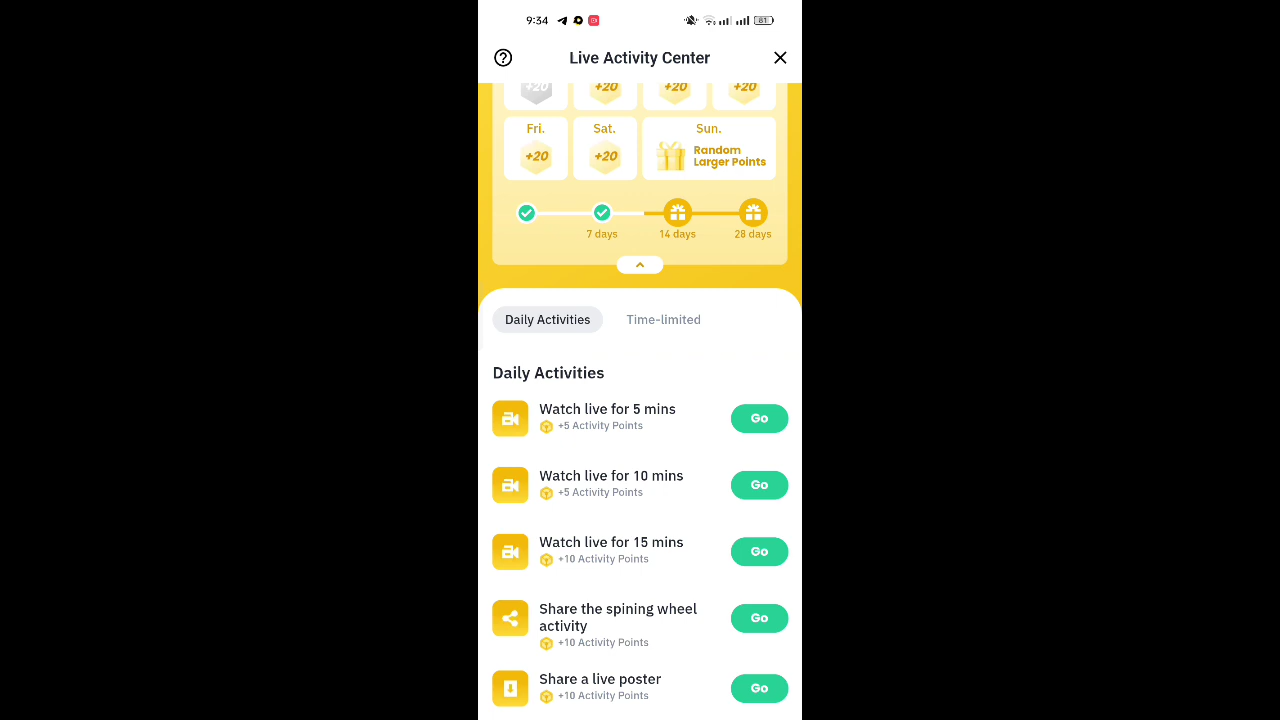 9:34
81
Live Activity Center
+20 +20 +20 +20
Fri. Sat. Sun.
+20 +20 Random
Larger Points
7 days 14 days 28 days
Daily Activities Time-limited
Daily Activities
Watch live for 5 mins
+5 Activity Points
Go
Watch live for 10 mins
+5 Activity Points
Go
Watch live for 15 mins
+10 Activity Points
Go
Share the spining wheel
activity
+10 Activity Points
Go
Share a live poster
+10 Activity Points
Go